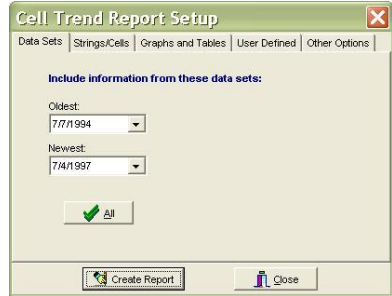 Cell Trend Report Setup
Data Sets Strings/Cells Graphs and Tables User Defined Other Options
Include information from these data sets:
Oldest:
7/7/1994
Newest:
7/4/1997
All
Create Report Close